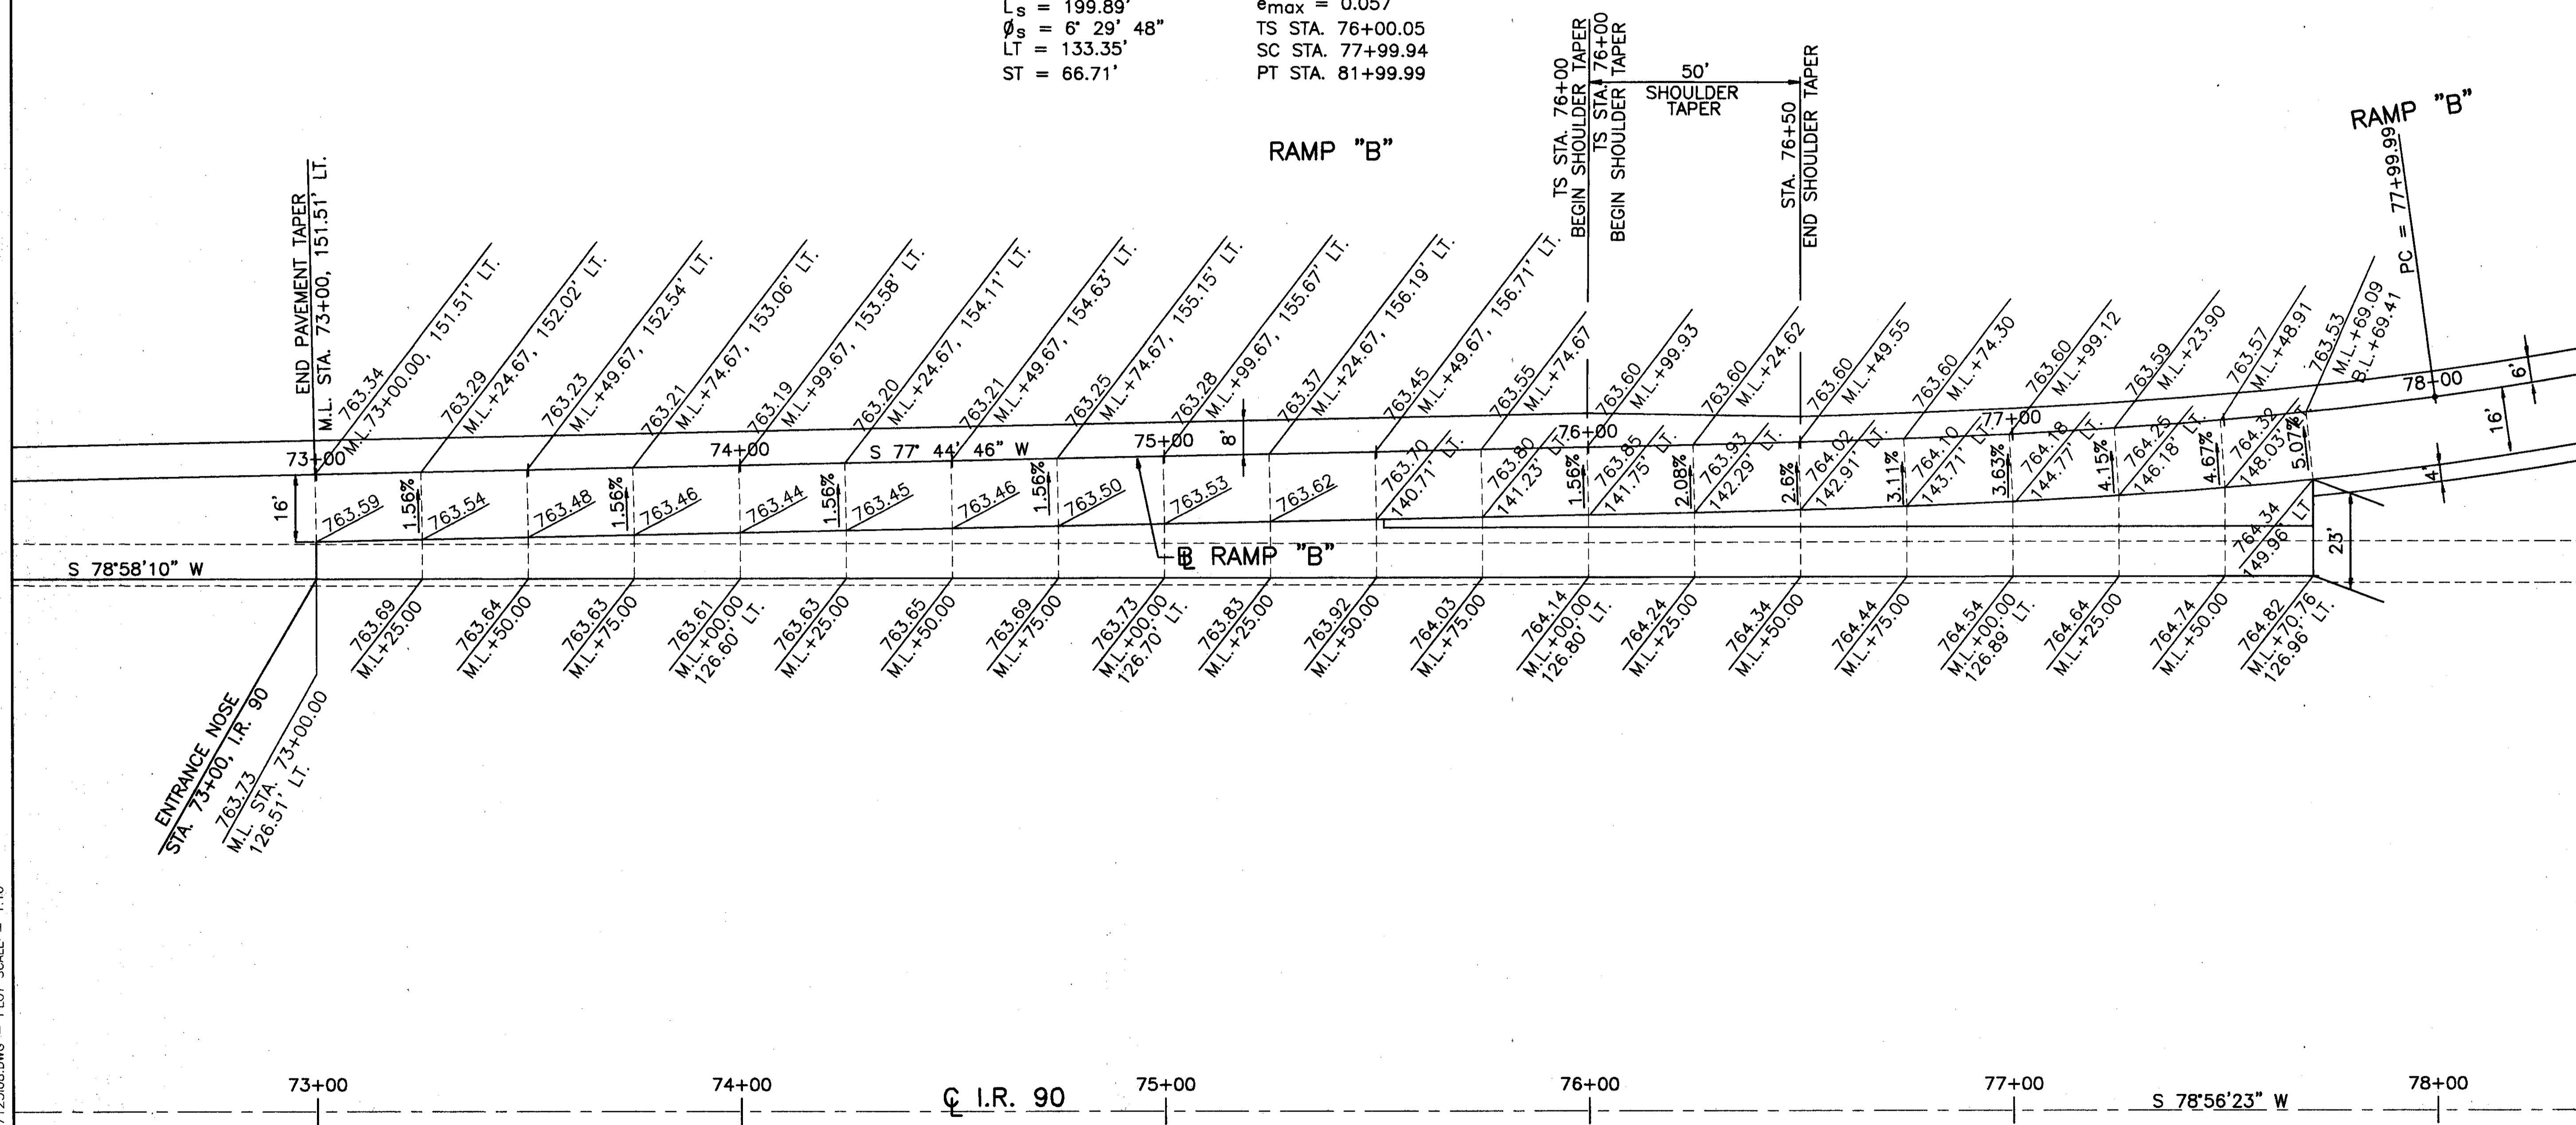 Ls = 199.89'
Øs = 6° 29' 48"
LT = 133.35'
ST = 66.71'
emax = 0.057
TS STA. 76+00.05
SC STA. 77+99.94
PT STA. 81+99.99
RAMP "B"
TS STA. 76+00
BEGIN SHOULDER TAPER
TS STA. 76+00
BEGIN SHOULDER TAPER
50'
SHOULDER
TAPER
STA. 76+50
END SHOULDER TAPER
RAMP "B"
PC = 77+99.99
END PAVEMENT TAPER
M.L. STA. 73+00, 151.51' LT.
763.34
M.L.73+00.00, 151.51' LT.
763.29
M.L.+24.67, 152.02' LT.
763.23
M.L.+49.67, 152.54' LT.
763.21
M.L.+74.67, 153.06' LT.
763.19
M.L.+99.67, 153.58' LT.
763.20
M.L.+24.67, 154.11' LT.
763.21
M.L.+49.67, 154.63' LT.
763.25
M.L.+74.67, 155.15' LT.
763.28
M.L.+99.67, 155.67' LT.
763.37
M.L.+24.67, 156.19' LT.
763.45
M.L.+49.67, 156.71' LT.
763.55
M.L.+74.67
763.60
M.L.+99.93
763.60
M.L.+24.62
763.60
M.L.+49.55
763.60
M.L.+74.30
763.60
M.L.+99.12
763.59
M.L.+23.90
763.57
M.L.+48.91
763.53
M.L.+69.09
B.L.+69.41
73+00
74+00
S 77° 44' 46" W
75+00
8'
76+00
77+00
78+00
6'
16'
4'
16'
763.59
1.56%
763.54
763.48
1.56%
763.46
763.44
1.56%
763.45
763.46
1.56%
763.50
763.53
763.62
763.70
140.71' LT.
763.80
141.23' LT.
1.56%
763.85
141.75' LT.
2.08%
763.93
142.29' LT.
2.6%
764.02
142.91' LT.
3.11%
764.10
143.71' LT.
3.63%
764.18
144.77' LT.
4.15%
764.25
146.18' LT.
4.67%
764.32
148.03' LT.
5.07%
764.34
149.96' LT
23'
BL RAMP "B"
S 78°58'10" W
763.69
M.L+25.00
763.64
M.L.+50.00
763.63
M.L.+75.00
763.61
M.L.+00.00
126.60' LT.
763.63
M.L.+25.00
763.65
M.L.+50.00
763.69
M.L.+75.00
763.73
M.L.+00.00
126.70' LT.
763.83
M.L.+25.00
763.92
M.L.+50.00
764.03
M.L.+75.00
764.14
M.L.+00.00
126.80' LT.
764.24
M.L.+25.00
764.34
M.L.+50.00
764.44
M.L.+75.00
764.54
M.L.+00.00
126.89' LT.
764.64
M.L.+25.00
764.74
M.L.+50.00
764.82
M.L.+70.76
126.96' LT.
ENTRANCE NOSE
STA. 73+00, I.R. 90
763.73
M.L. STA. 73+00.00
126.51' LT.
73+00
74+00
75+00
76+00
77+00
78+00
CL I.R. 90
S 78°56'23" W